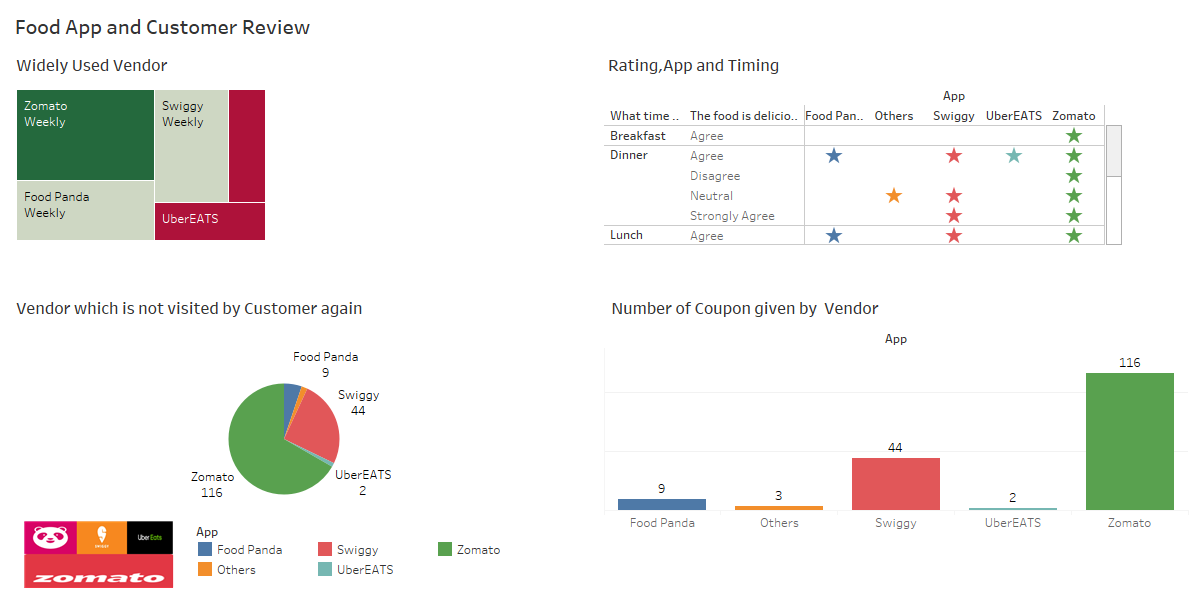 Food App and Customer Review
Widely Used Vendor
Zomato
Weekly
Swiggy
Weekly
Food Panda
Weekly
UberEATS
Rating,App and Timing
App
What time .. The food is delicio.. Food Pan.. Others Swiggy UberEATS Zomato
Breakfast Agree
Dinner Agree
Disagree
Neutral
Strongly Agree
Lunch Agree
Vendor which is not visited by Customer again
Food Panda
9
Swiggy
44
UberEATS
2
Zomato
116
Uber Eats
zomato
App
Food Panda Swiggy Zomato
Others UberEATS
Number of Coupon given by Vendor
App
9 3 44 2 116
Food Panda Others Swiggy UberEATS Zomato